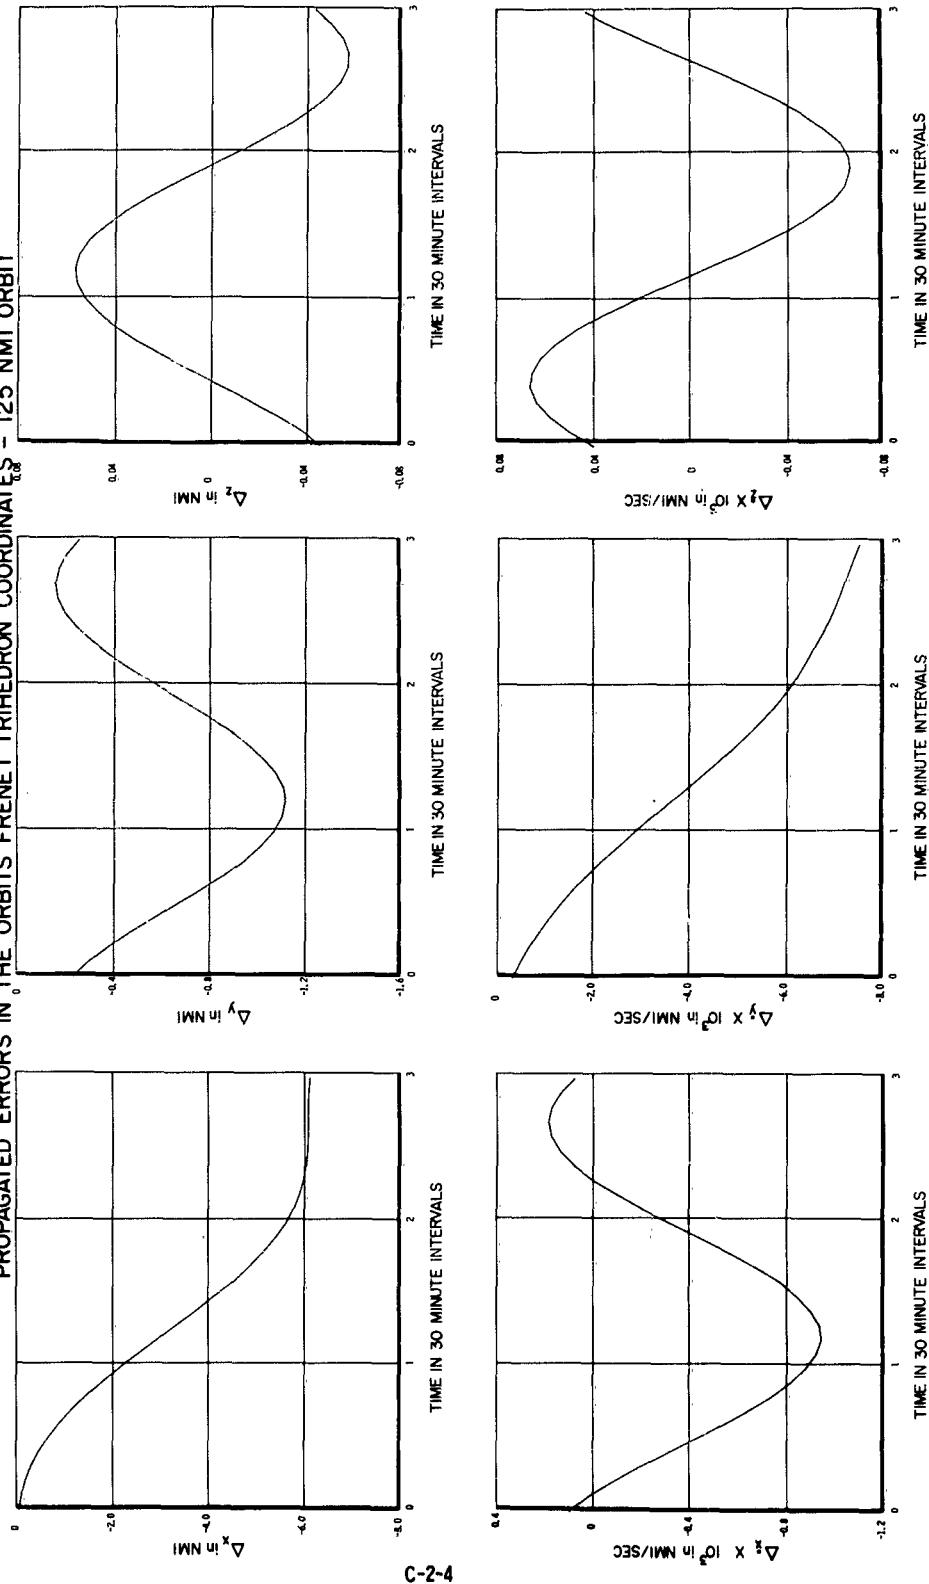 PROPAGATED ERRORS IN THE ORBITS FRENET TRIHEDRON COORDINATES - 125 NMI ORBIT
0
-2.0
-4.0
-6.0
-8.0
Δx in NMI
0 1 2 3
TIME IN 30 MINUTE INTERVALS
0
-0.4
-0.8
-1.2
-1.6
Δy in NMI
0 1 2 3
TIME IN 30 MINUTE INTERVALS
0.08
0.04
0
-0.04
-0.08
Δz in NMI
0 1 2 3
TIME IN 30 MINUTE INTERVALS
0.4
0
-0.4
-0.8
-1.2
Δẋ X 10³ in NMI/SEC
0 1 2 3
TIME IN 30 MINUTE INTERVALS
0
-2.0
-4.0
-6.0
-8.0
Δẏ X 10³ in NMI/SEC
0 1 2 3
TIME IN 30 MINUTE INTERVALS
0.08
0.04
0
-0.04
-0.08
Δż X 10³ in NMI/SEC
0 1 2 3
TIME IN 30 MINUTE INTERVALS
C-2-4